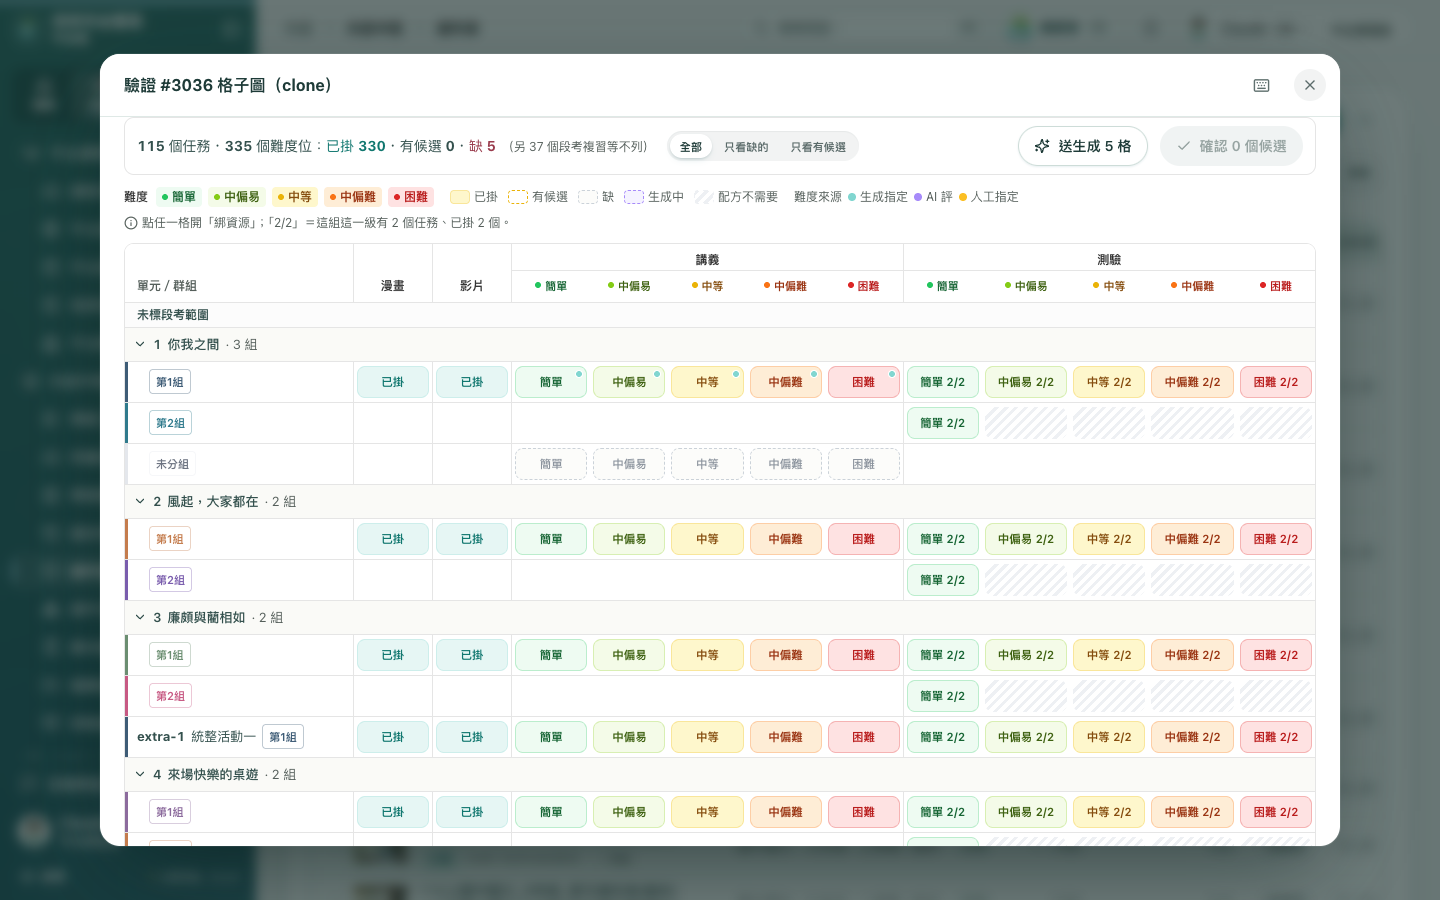 驗證 #3036 格子圖（clone）
115 個任務 · 335 個難度位：已掛 330 · 有候選 0 · 缺 5 （另 37 個段考複習等不列） 全部 只看缺的 只看有候選 送生成 5 格 確認 0 個候選
難度 簡單 中偏易 中等 中偏難 困難 已掛 有候選 缺 生成中 配方不需要 難度來源 生成指定 AI 評 人工指定
點任一格開「綁資源」；「2/2」＝這組這一級有 2 個任務、已掛 2 個。
講義 測驗
單元 / 群組 漫畫 影片 簡單 中偏易 中等 中偏難 困難 簡單 中偏易 中等 中偏難 困難
未標段考範圍
1 你我之間 · 3 組
第1組 已掛 已掛 簡單 中偏易 中等 中偏難 困難 簡單 2/2 中偏易 2/2 中等 2/2 中偏難 2/2 困難 2/2
第2組 簡單 2/2
未分組 簡單 中偏易 中等 中偏難 困難
2 風起，大家都在 · 2 組
第1組 已掛 已掛 簡單 中偏易 中等 中偏難 困難 簡單 2/2 中偏易 2/2 中等 2/2 中偏難 2/2 困難 2/2
第2組 簡單 2/2
3 廉頗與藺相如 · 2 組
第1組 已掛 已掛 簡單 中偏易 中等 中偏難 困難 簡單 2/2 中偏易 2/2 中等 2/2 中偏難 2/2 困難 2/2
第2組 簡單 2/2
extra-1 統整活動一 第1組 已掛 已掛 簡單 中偏易 中等 中偏難 困難 簡單 2/2 中偏易 2/2 中等 2/2 中偏難 2/2 困難 2/2
4 來場快樂的桌遊 · 2 組
第1組 已掛 已掛 簡單 中偏易 中等 中偏難 困難 簡單 2/2 中偏易 2/2 中等 2/2 中偏難 2/2 困難 2/2